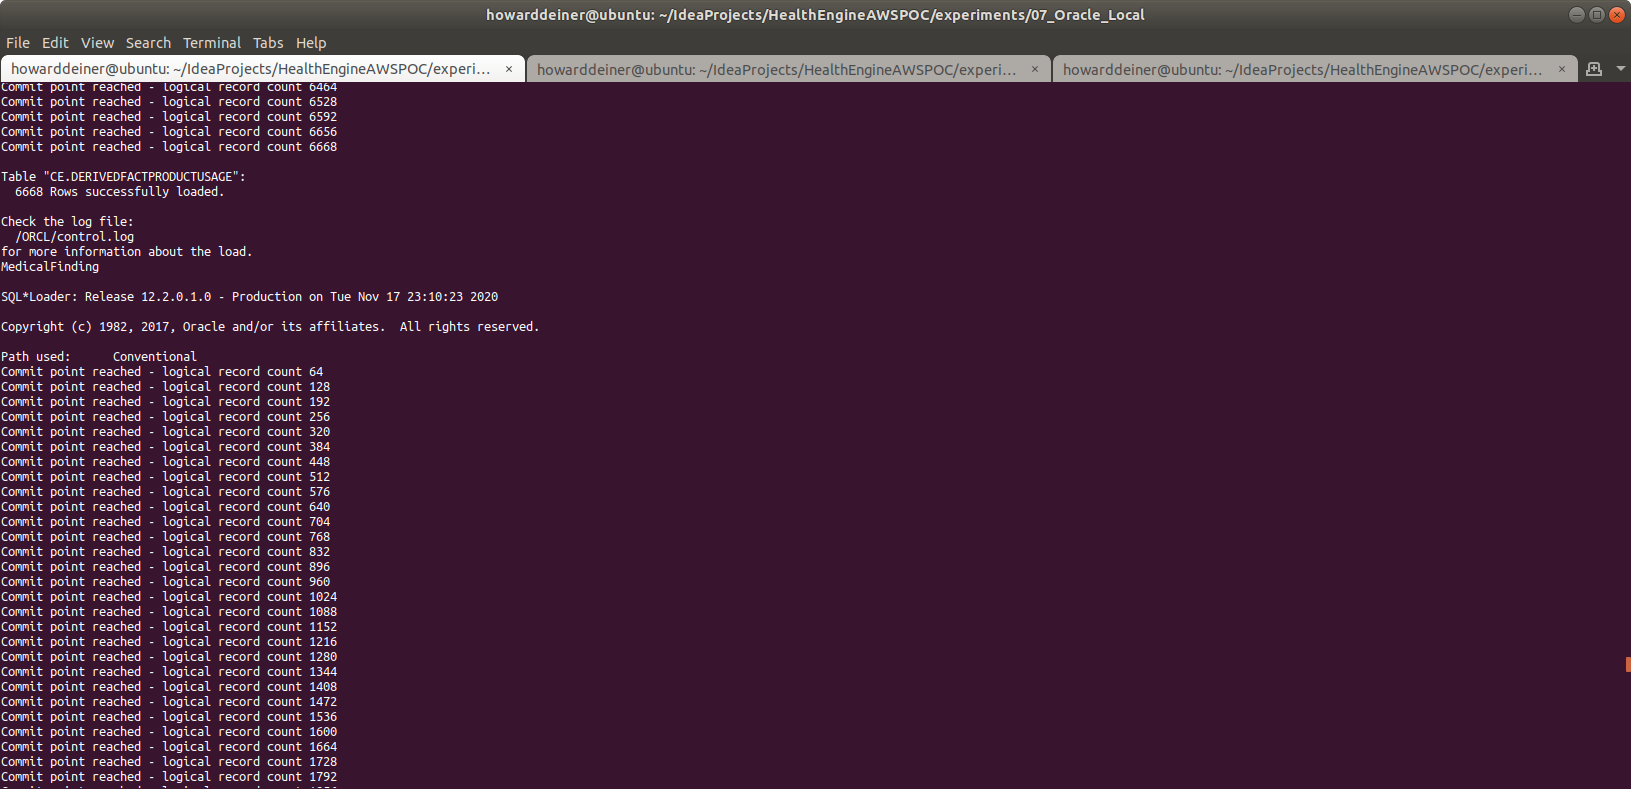 howarddeiner@ubuntu: ~/IdeaProjects/HealthEngineAWSPOC/experiments/07_Oracle_Local
File Edit View Search Terminal Tabs Help
howarddeiner@ubuntu: ~/IdeaProjects/HealthEngineAWSPOC/experi... × howarddeiner@ubuntu: ~/IdeaProjects/HealthEngineAWSPOC/experi... × howarddeiner@ubuntu: ~/IdeaProjects/HealthEngineAWSPOC/experi... ×
Commit point reached - logical record count 6464
Commit point reached - logical record count 6528
Commit point reached - logical record count 6592
Commit point reached - logical record count 6656
Commit point reached - logical record count 6668
Table "CE.DERIVEDFACTPRODUCTUSAGE":
6668 Rows successfully loaded.
Check the log file:
/ORCL/control.log
for more information about the load.
MedicalFinding
SQL*Loader: Release 12.2.0.1.0 - Production on Tue Nov 17 23:10:23 2020
Copyright (c) 1982, 2017, Oracle and/or its affiliates.  All rights reserved.
Path used:      Conventional
Commit point reached - logical record count 64
Commit point reached - logical record count 128
Commit point reached - logical record count 192
Commit point reached - logical record count 256
Commit point reached - logical record count 320
Commit point reached - logical record count 384
Commit point reached - logical record count 448
Commit point reached - logical record count 512
Commit point reached - logical record count 576
Commit point reached - logical record count 640
Commit point reached - logical record count 704
Commit point reached - logical record count 768
Commit point reached - logical record count 832
Commit point reached - logical record count 896
Commit point reached - logical record count 960
Commit point reached - logical record count 1024
Commit point reached - logical record count 1088
Commit point reached - logical record count 1152
Commit point reached - logical record count 1216
Commit point reached - logical record count 1280
Commit point reached - logical record count 1344
Commit point reached - logical record count 1408
Commit point reached - logical record count 1472
Commit point reached - logical record count 1536
Commit point reached - logical record count 1600
Commit point reached - logical record count 1664
Commit point reached - logical record count 1728
Commit point reached - logical record count 1792